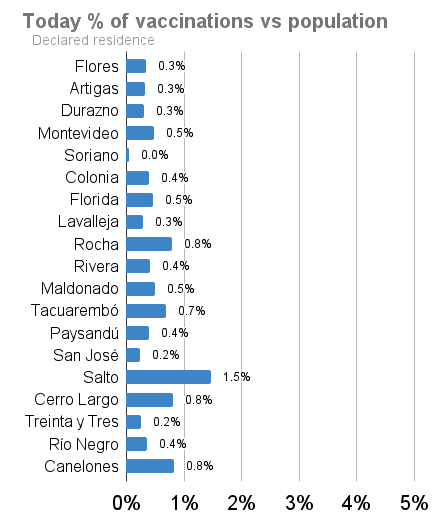 Today % of vaccinations vs population
Declared residence
Flores 0.3%
Artigas 0.3%
Durazno 0.3%
Montevideo 0.5%
Soriano 0.0%
Colonia 0.4%
Florida 0.5%
Lavalleja 0.3%
Rocha 0.8%
Rivera 0.4%
Maldonado 0.5%
Tacuarembó 0.7%
Paysandú 0.4%
San José 0.2%
Salto 1.5%
Cerro Largo 0.8%
Treinta y Tres 0.2%
Río Negro 0.4%
Canelones 0.8%
0% 1% 2% 3% 4% 5%